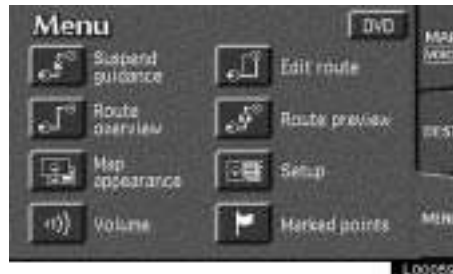 Menu
DVD
Suspend guidance
Edit route
Route overview
Route preview
Map appearance
Setup
Volume
Marked points